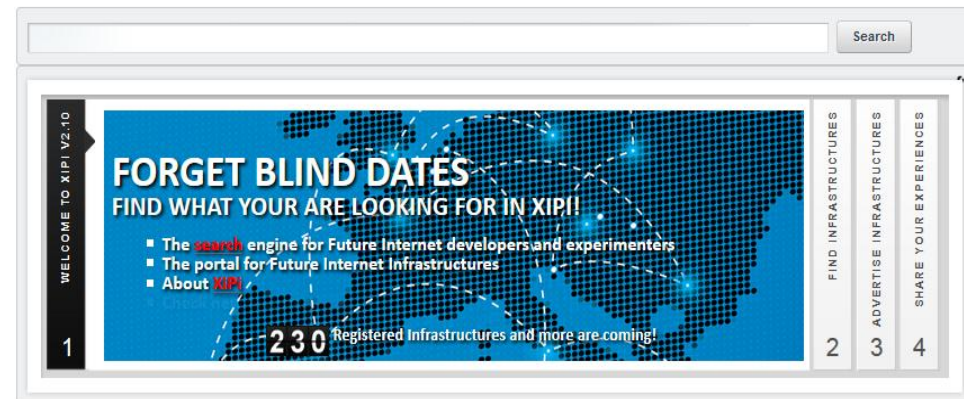 Search
WELCOME TO XIPI V2.10
1
FORGET BLIND DATES
FIND WHAT YOUR ARE LOOKING FOR IN XIPI!
The search engine for Future Internet developers and experimenters
The portal for Future Internet Infrastructures
About XIPI
230 Registered Infrastructures and more are coming!
FIND INFRASTRUCTURES
2
ADVERTISE INFRASTRUCTURES
3
SHARE YOUR EXPERIENCES
4